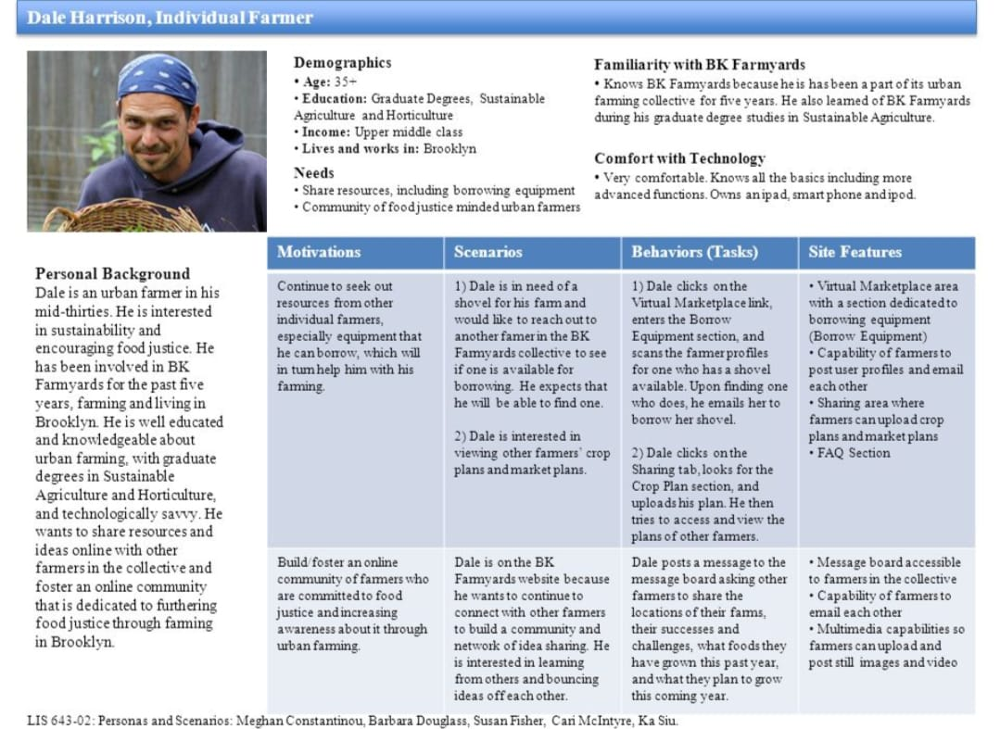 Dale Harrison, Individual Farmer
Demographics
• Age: 35+
• Education: Graduate Degrees, Sustainable
Agriculture and Horticulture
• Income: Upper middle class
• Lives and works in: Brooklyn
Needs
• Share resources, including borrowing equipment
• Community of food justice minded urban farmers
Familiarity with BK Farmyards
• Knows BK Farmyards because he is has been a part of its urban
farming collective for five years. He also learned of BK Farmyards
during his graduate degree studies in Sustainable Agriculture.
Comfort with Technology
• Very comfortable. Knows all the basics including more
advanced functions. Owns an ipad, smart phone and ipod.
Personal Background
Dale is an urban farmer in his
mid-thirties. He is interested
in sustainability and
encouraging food justice. He
has been involved in BK
Farmyards for the past five
years, farming and living in
Brooklyn. He is well educated
and knowledgeable about
urban farming, with graduate
degrees in Sustainable
Agriculture and Horticulture,
and technologically savvy. He
wants to share resources and
ideas online with other
farmers in the collective and
foster an online community
that is dedicated to furthering
food justice through farming
in Brooklyn.
Motivations
Scenarios
Behaviors (Tasks)
Site Features
Continue to seek out
resources from other
individual farmers,
especially equipment that
he can borrow, which will
in turn help him with his
farming.
1) Dale is in need of a
shovel for his farm and
would like to reach out to
another famer in the BK
Farmyards collective to see
if one is available for
borrowing. He expects that
he will be able to find one.
2) Dale is interested in
viewing other farmers' crop
plans and market plans.
1) Dale clicks on the
Virtual Marketplace link,
enters the Borrow
Equipment section, and
scans the farmer profiles
for one who has a shovel
available. Upon finding one
who does, he emails her to
borrow her shovel.
2) Dale clicks on the
Sharing tab, looks for the
Crop Plan section, and
uploads his plan. He then
tries to access and view the
plans of other farmers.
• Virtual Marketplace area
with a section dedicated to
borrowing equipment
(Borrow Equipment)
• Capability of farmers to
post user profiles and email
each other
• Sharing area where
farmers can upload crop
plans and market plans
• FAQ Section
Build/foster an online
community of farmers who
are committed to food
justice and increasing
awareness about it through
urban farming.
Dale is on the BK
Farmyards website because
he wants to continue to
connect with other farmers
to build a community and
network of idea sharing. He
is interested in learning
from others and bouncing
ideas off each other.
Dale posts a message to the
message board asking other
farmers to share the
locations of their farms,
their successes and
challenges, what foods they
have grown this past year,
and what they plan to grow
this coming year.
• Message board accessible
to farmers in the collective
• Capability of farmers to
email each other
• Multimedia capabilities so
farmers can upload and
post still images and video
LIS 643-02: Personas and Scenarios: Meghan Constantinou, Barbara Douglass, Susan Fisher, Cari McIntyre, Ka Siu.